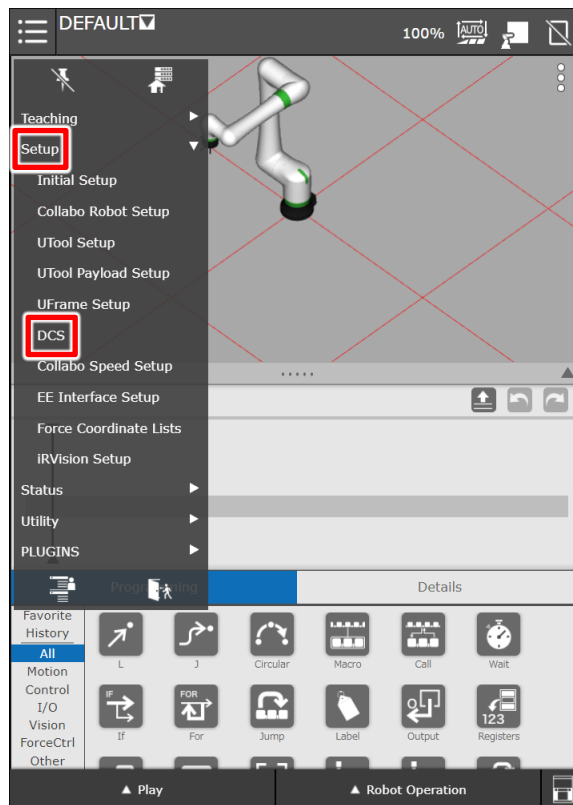 DEFAULT
100%
AUTO
Teaching
Setup
Initial Setup
Collabo Robot Setup
UTool Setup
UTool Payload Setup
UFrame Setup
DCS
Collabo Speed Setup
EE Interface Setup
Force Coordinate Lists
iRVision Setup
Status
Utility
PLUGINS
Programming
Details
Favorite
History
All
Motion
Control
I/O
Vision
ForceCtrl
Other
L
J
Circular
Macro
Call
Wait
IF
FOR
123
If
For
Jump
Label
Output
Registers
Play
Robot Operation